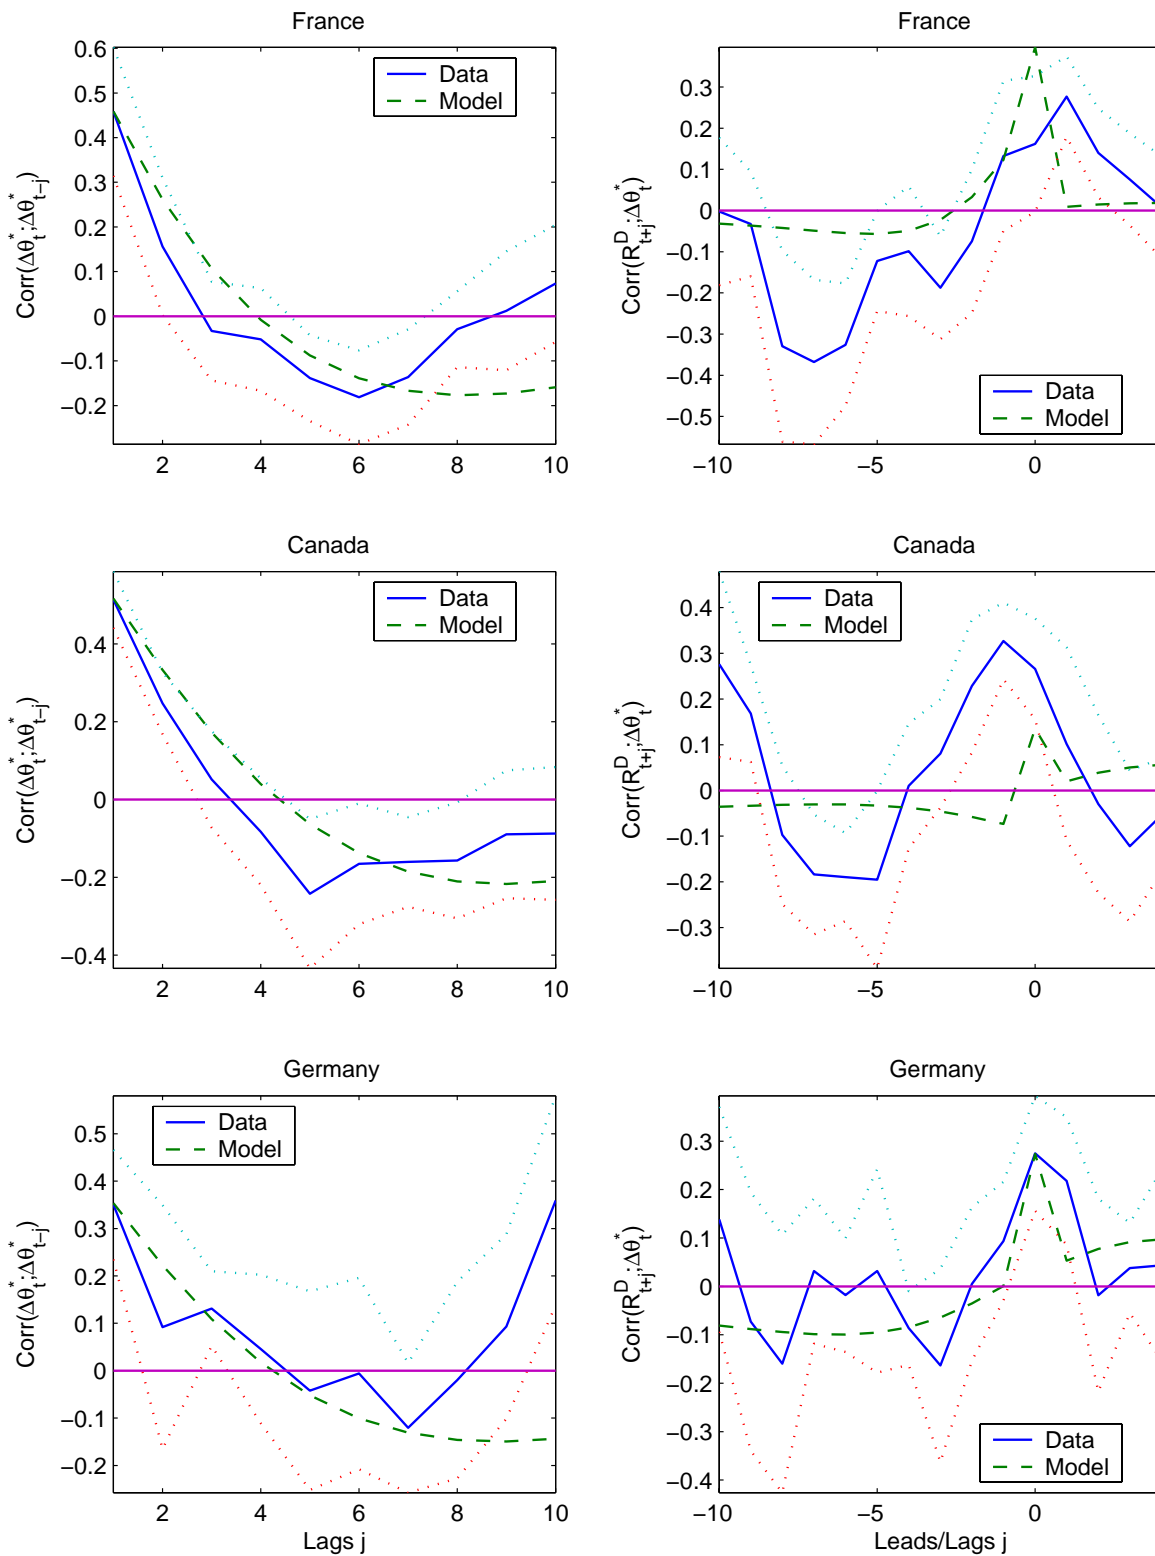 France
0.6
0.5
0.4
0.3
0.2
0.1
0
−0.1
−0.2
2 4 6 8 10
Corr(Δθ*t;Δθ*t−j)
Data
Model
France
0.3
0.2
0.1
0
−0.1
−0.2
−0.3
−0.4
−0.5
−10 −5 0
Corr(R^D t+j;Δθ*t)
Data
Model
Canada
0.4
0.2
0
−0.2
−0.4
2 4 6 8 10
Corr(Δθ*t;Δθ*t−j)
Data
Model
Canada
0.4
0.3
0.2
0.1
0
−0.1
−0.2
−0.3
−10 −5 0
Corr(R^D t+j;Δθ*t)
Data
Model
Germany
0.5
0.4
0.3
0.2
0.1
0
−0.1
−0.2
2 4 6 8 10
Corr(Δθ*t;Δθ*t−j)
Lags j
Data
Model
Germany
0.3
0.2
0.1
0
−0.1
−0.2
−0.3
−0.4
−10 −5 0
Corr(R^D t+j;Δθ*t)
Leads/Lags j
Data
Model